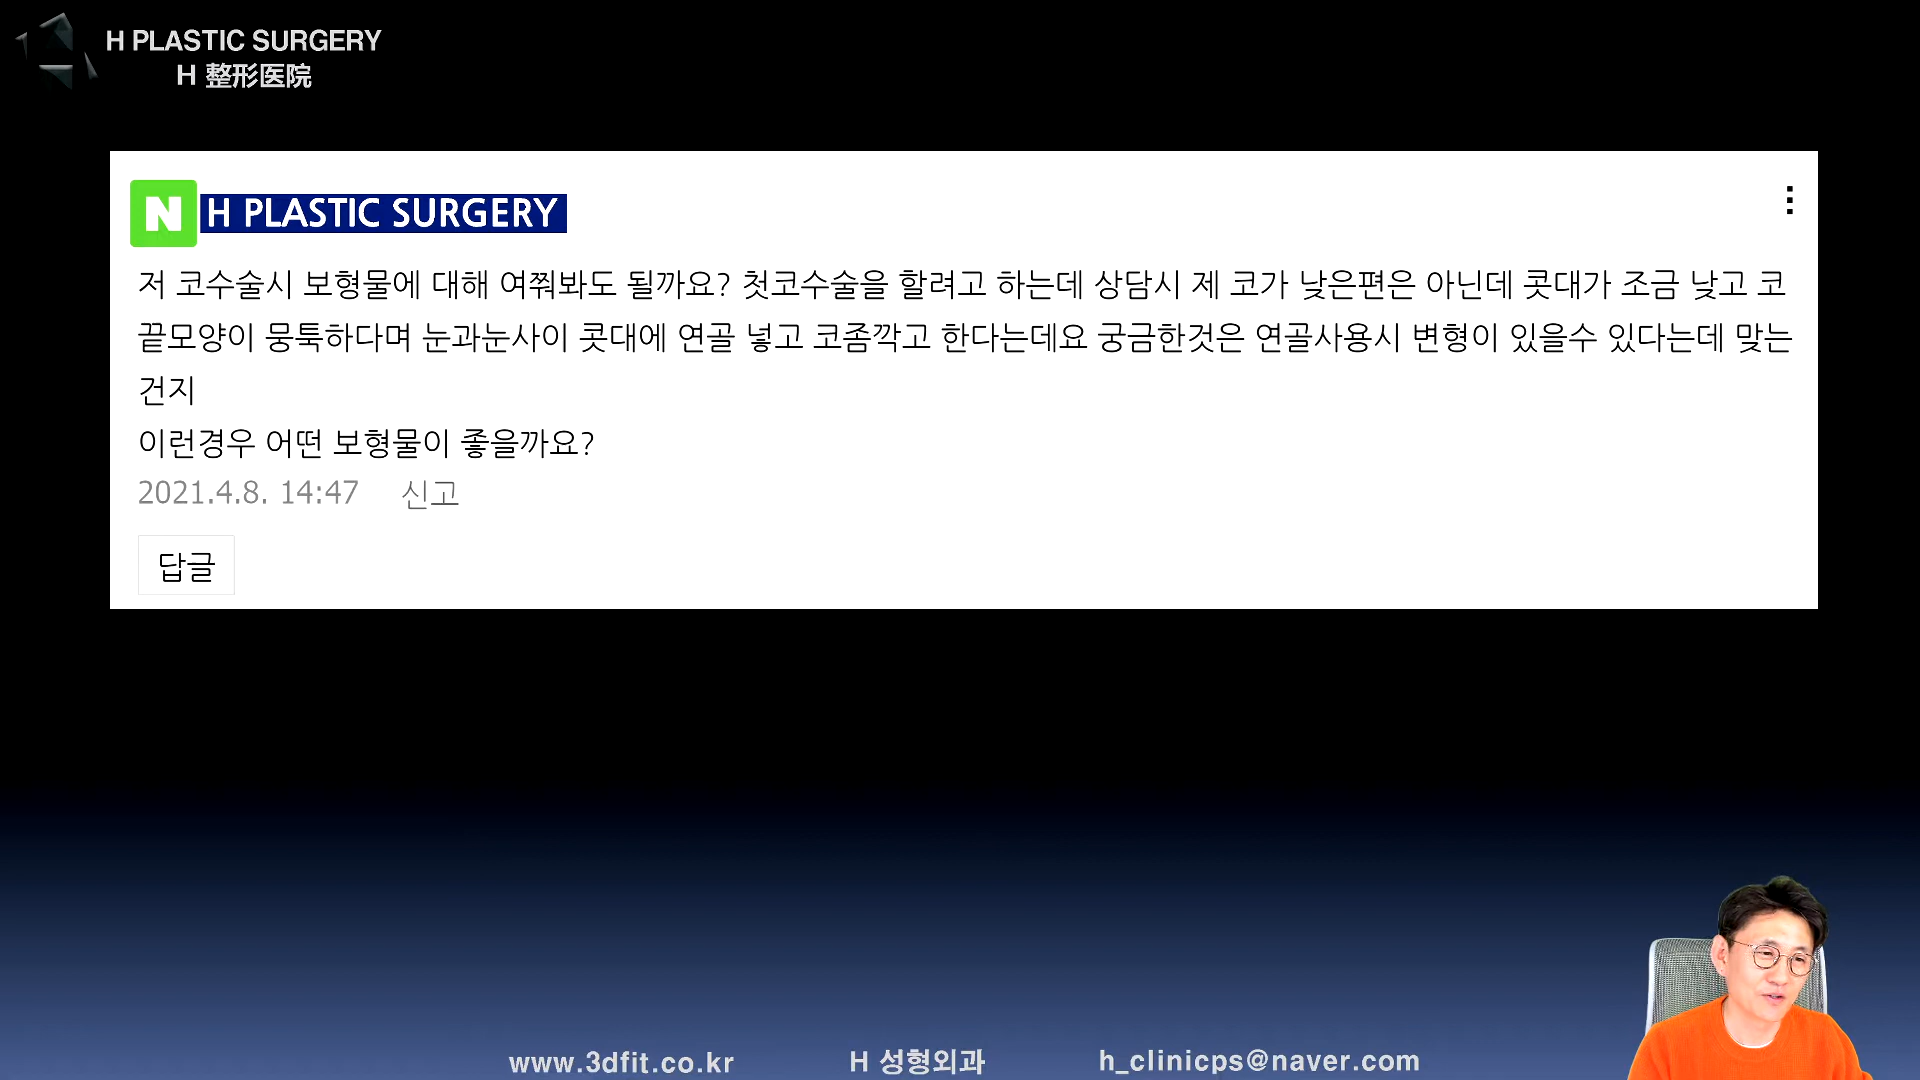 H PLASTIC SURGERY
H 整形医院
N H PLASTIC SURGERY
저 코수술시 보형물에 대해 여쭤봐도 될까요? 첫코수술을 할려고 하는데 상담시 제 코가 낮은편은 아닌데 콧대가 조금 낮고 코
끝모양이 뭉툭하다며 눈과눈사이 콧대에 연골 넣고 코좀깍고 한다는데요 궁금한것은 연골사용시 변형이 있을수 있다는데 맞는
건지
이런경우 어떤 보형물이 좋을까요?
2021.4.8. 14:47 신고
답글
www.3dfit.co.kr H 성형외과 h_clinicps@naver.com